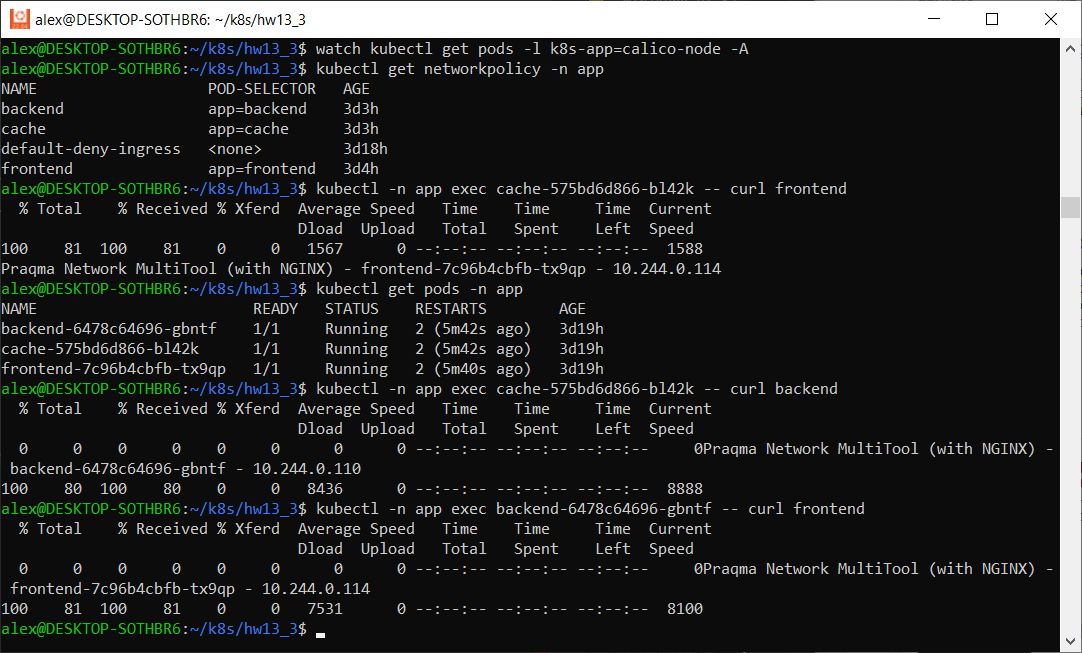 alex@DESKTOP-SOTHBR6: ~/k8s/hw13_3
alex@DESKTOP-SOTHBR6:~/k8s/hw13_3$ watch kubectl get pods -l k8s-app=calico-node -A
alex@DESKTOP-SOTHBR6:~/k8s/hw13_3$ kubectl get networkpolicy -n app
NAME                   POD-SELECTOR   AGE
backend                app=backend    3d3h
cache                  app=cache      3d3h
default-deny-ingress   <none>         3d18h
frontend               app=frontend   3d4h
alex@DESKTOP-SOTHBR6:~/k8s/hw13_3$ kubectl -n app exec cache-575bd6d866-bl42k -- curl frontend
  % Total    % Received % Xferd  Average Speed   Time    Time     Time  Current
                                 Dload  Upload   Total   Spent    Left  Speed
100    81  100    81    0     0   1567      0 --:--:-- --:--:-- --:--:--  1588
Praqma Network MultiTool (with NGINX) - frontend-7c96b4cbfb-tx9qp - 10.244.0.114
alex@DESKTOP-SOTHBR6:~/k8s/hw13_3$ kubectl get pods -n app
NAME                        READY   STATUS    RESTARTS        AGE
backend-6478c64696-gbntf    1/1     Running   2 (5m42s ago)   3d19h
cache-575bd6d866-bl42k      1/1     Running   2 (5m42s ago)   3d19h
frontend-7c96b4cbfb-tx9qp   1/1     Running   2 (5m40s ago)   3d19h
alex@DESKTOP-SOTHBR6:~/k8s/hw13_3$ kubectl -n app exec cache-575bd6d866-bl42k -- curl backend
  % Total    % Received % Xferd  Average Speed   Time    Time     Time  Current
                                 Dload  Upload   Total   Spent    Left  Speed
  0     0    0     0    0     0      0      0 --:--:-- --:--:-- --:--:--     0Praqma Network MultiTool (with NGINX) -
 backend-6478c64696-gbntf - 10.244.0.110
100    80  100    80    0     0   8436      0 --:--:-- --:--:-- --:--:--  8888
alex@DESKTOP-SOTHBR6:~/k8s/hw13_3$ kubectl -n app exec backend-6478c64696-gbntf -- curl frontend
  % Total    % Received % Xferd  Average Speed   Time    Time     Time  Current
                                 Dload  Upload   Total   Spent    Left  Speed
  0     0    0     0    0     0      0      0 --:--:-- --:--:-- --:--:--     0Praqma Network MultiTool (with NGINX) -
 frontend-7c96b4cbfb-tx9qp - 10.244.0.114
100    81  100    81    0     0   7531      0 --:--:-- --:--:-- --:--:--  8100
alex@DESKTOP-SOTHBR6:~/k8s/hw13_3$